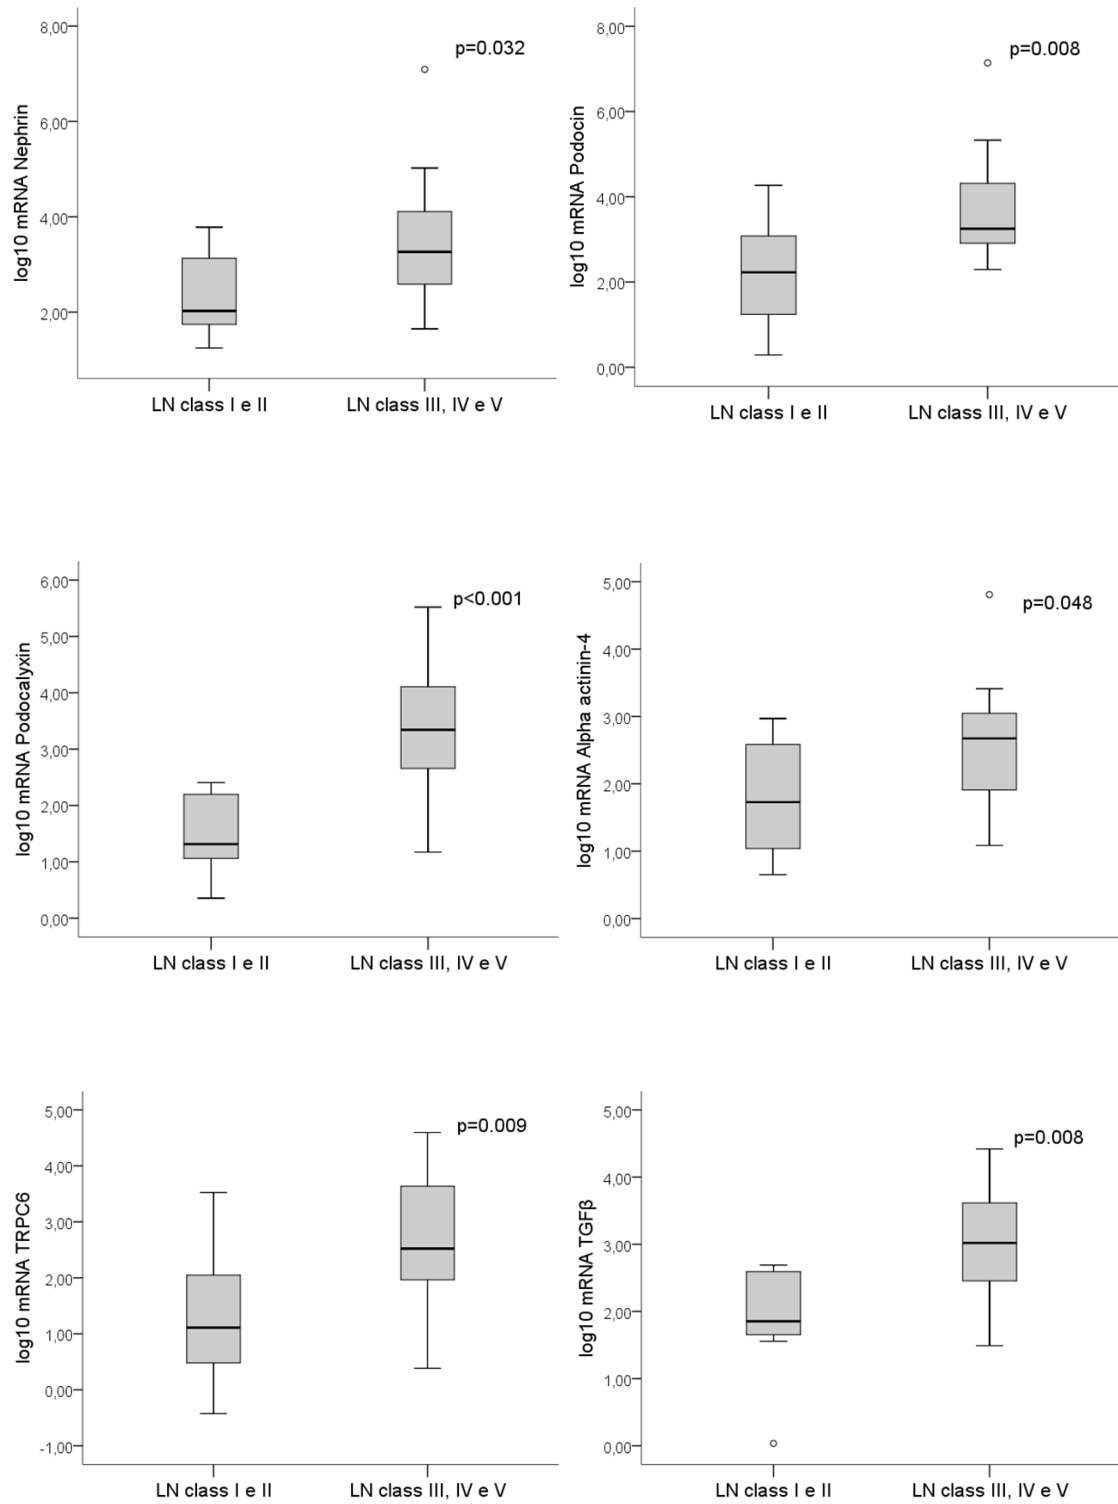 log10 mRNA Nephrin
8,00
6,00
4,00
2,00
p=0.032
LN class I e II
LN class III, IV e V
log10 mRNA Podocin
8,00
6,00
4,00
2,00
0,00
p=0.008
LN class I e II
LN class III, IV e V
log10 mRNA Podocalyxin
6,00
5,00
4,00
3,00
2,00
1,00
0,00
p<0.001
LN class I e II
LN class III, IV e V
log10 mRNA Alpha actinin-4
5,00
4,00
3,00
2,00
1,00
0,00
p=0.048
LN class I e II
LN class III, IV e V
log10 mRNA TRPC6
5,00
4,00
3,00
2,00
1,00
0,00
-1,00
p=0.009
LN class I e II
LN class III, IV e V
log10 mRNA TGFβ
5,00
4,00
3,00
2,00
1,00
0,00
p=0.008
LN class I e II
LN class III, IV e V